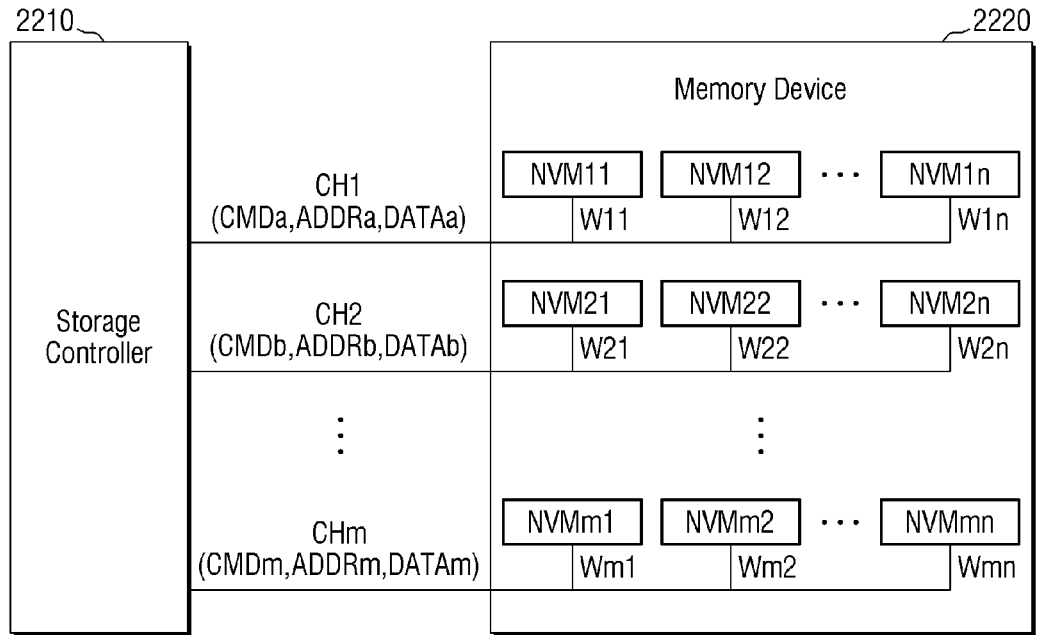 2210
2220
Memory Device
NVM11 NVM12 ··· NVM1n
CH1
(CMDa,ADDRa,DATAa)
W11 W12 W1n
NVM21 NVM22 ··· NVM2n
CH2
(CMDb,ADDRb,DATAb)
W21 W22 W2n
Storage
Controller
NVMm1 NVMm2 ··· NVMmn
CHm
(CMDm,ADDRm,DATAm)
Wm1 Wm2 Wmn